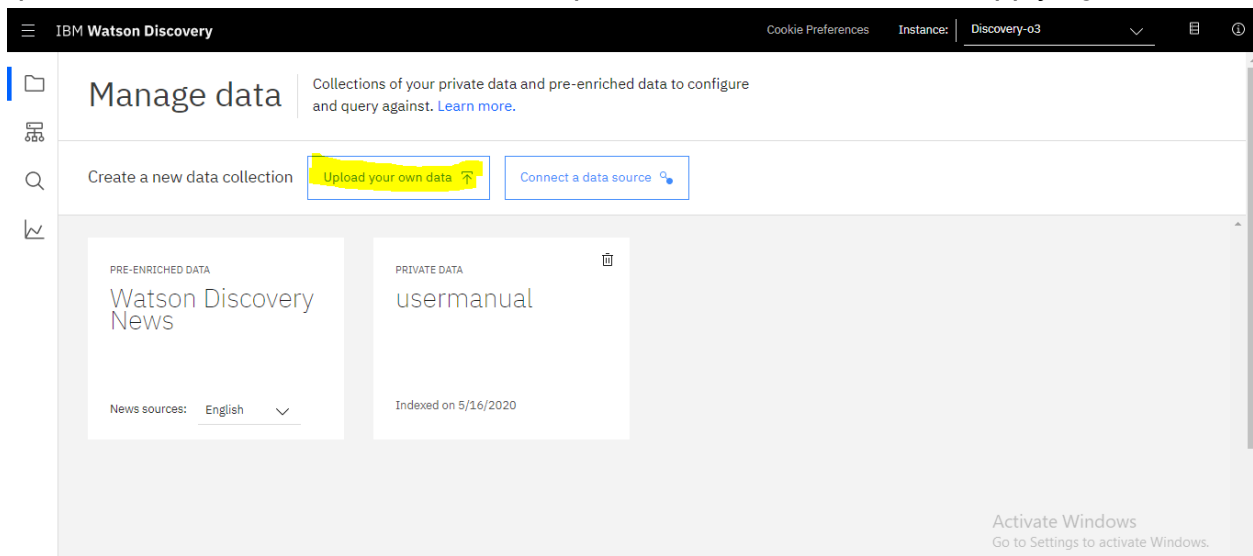 IBM Watson Discovery
Cookie Preferences
Instance:
Discovery-o3
Manage data
Collections of your private data and pre-enriched data to configure
and query against. Learn more.
Create a new data collection
Upload your own data
Connect a data source
PRE-ENRICHED DATA
Watson Discovery
News
News sources: English
PRIVATE DATA
usermanual
Indexed on 5/16/2020
Activate Windows
Go to Settings to activate Windows.